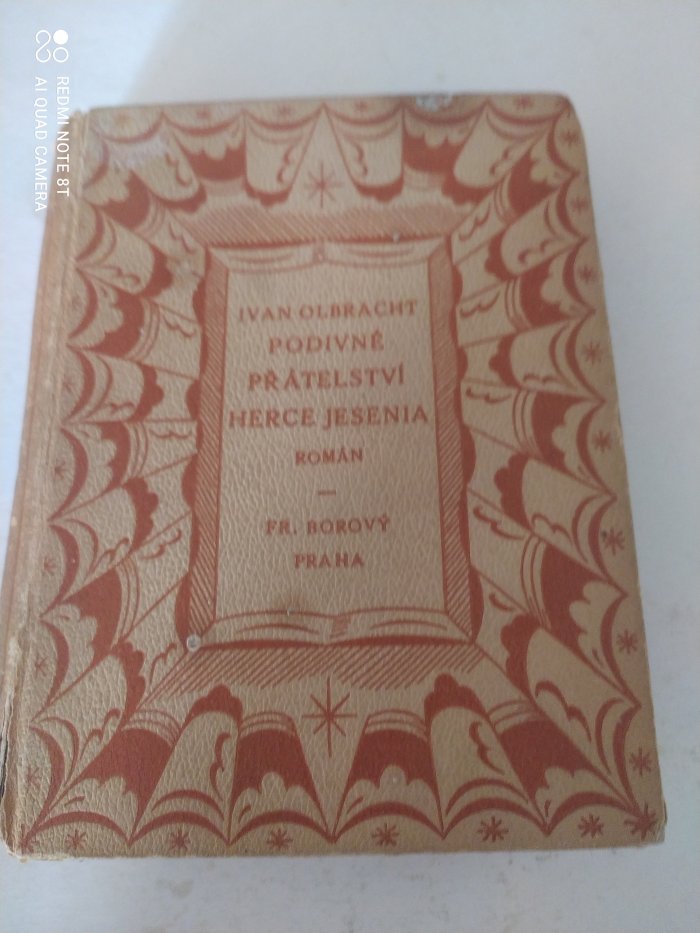 IVAN OLBRACHT
PODIVNÉ
PŘÁTELSTVÍ
HERCE JESENIA
ROMÁN
FR. BOROVÝ
PRAHA
REDMI NOTE 8T
AI QUAD CAMERA